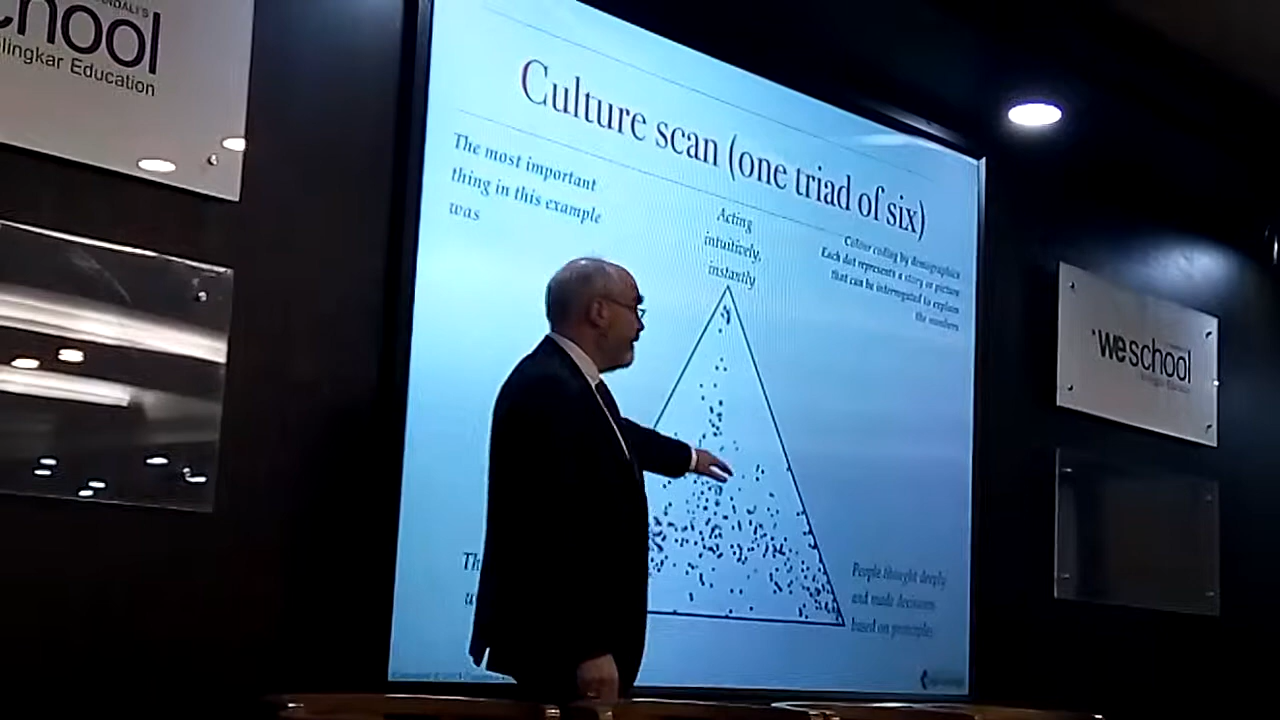 chool
lingkar Education
Culture scan (one triad of six)
The most important
thing in this example
was
Acting
intuitively,
instantly
Colour coding by demographics
Each dot represents a story or picture
that can be interrogated to explain
the numbers
People thought deeply
and made decisions
based on principles
weschool